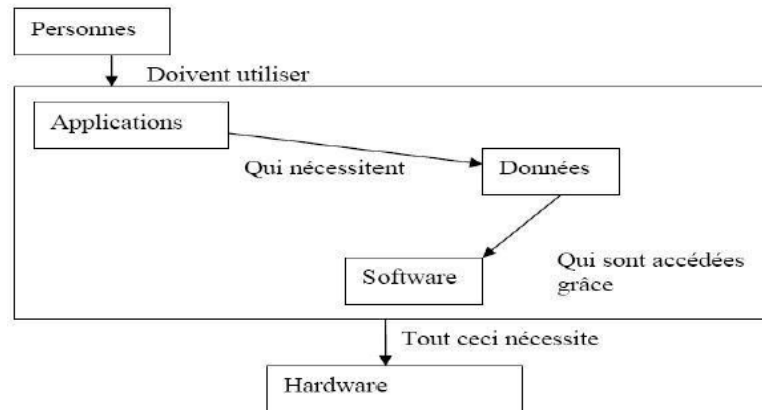 Personnes
Doivent utiliser
Applications
Qui nécessitent
Données
Software
Qui sont accédées
grâce
Tout ceci nécessite
Hardware